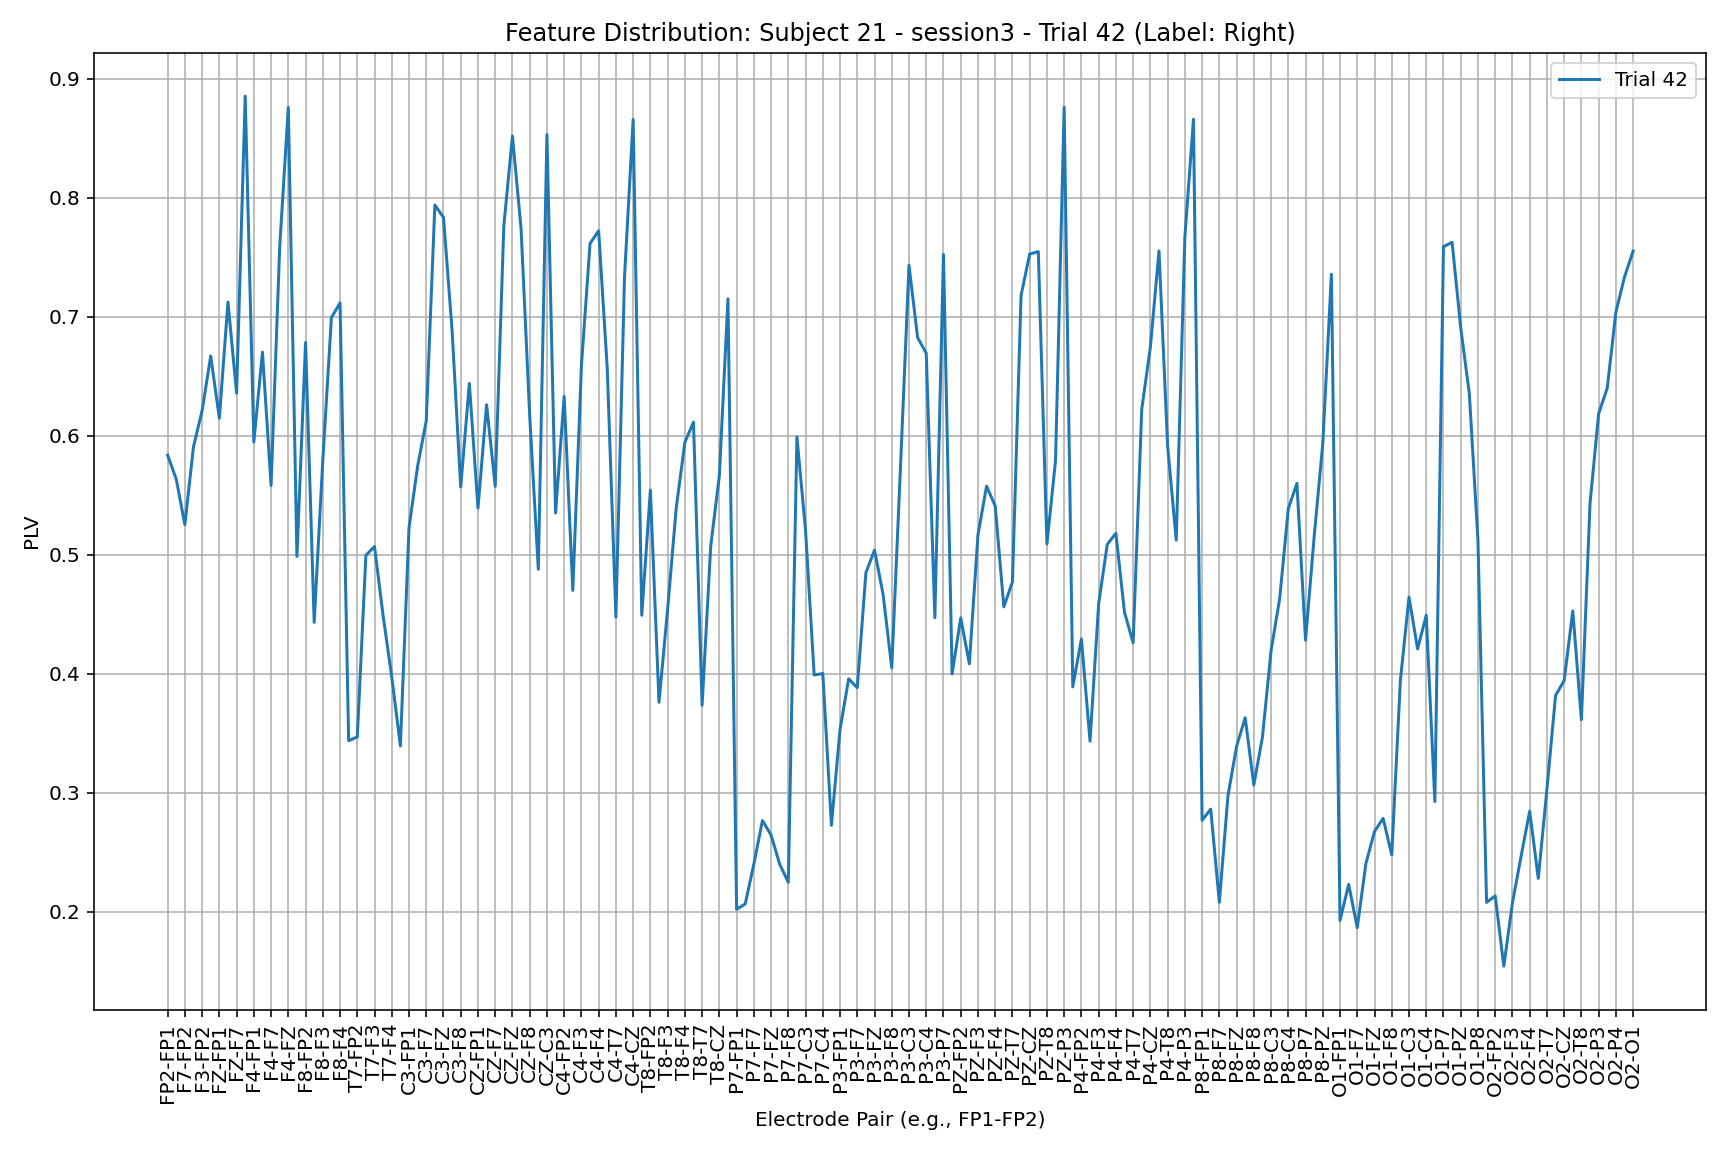 Feature Distribution: Subject 21 - session3 - Trial 42 (Label: Right)
Trial 42
0.9
0.8
0.7
0.6
0.5
0.4
0.3
0.2
PLV
FP2-FP1
F7-FP2
F3-FP2
FZ-FP1
FZ-F7
F4-FP1
F4-F7
F4-FZ
F8-FP2
F8-F3
F8-F4
T7-FP2
T7-F3
T7-F4
C3-FP1
C3-F7
C3-FZ
C3-F8
CZ-FP1
CZ-F7
CZ-FZ
CZ-F8
CZ-C3
C4-FP2
C4-F3
C4-F4
C4-T7
C4-CZ
T8-FP2
T8-F3
T8-F4
T8-T7
T8-CZ
P7-FP1
P7-F7
P7-FZ
P7-F8
P7-C3
P7-C4
P3-FP1
P3-F7
P3-FZ
P3-F8
P3-C3
P3-C4
P3-P7
PZ-FP2
PZ-F3
PZ-F4
PZ-T7
PZ-CZ
PZ-T8
PZ-P3
P4-FP2
P4-F3
P4-F4
P4-T7
P4-CZ
P4-T8
P4-P3
P8-FP1
P8-F7
P8-FZ
P8-F8
P8-C3
P8-C4
P8-P7
P8-PZ
O1-FP1
O1-F7
O1-FZ
O1-F8
O1-C3
O1-C4
O1-P7
O1-PZ
O1-P8
O2-FP2
O2-F3
O2-F4
O2-T7
O2-CZ
O2-T8
O2-P3
O2-P4
O2-O1
Electrode Pair (e.g., FP1-FP2)